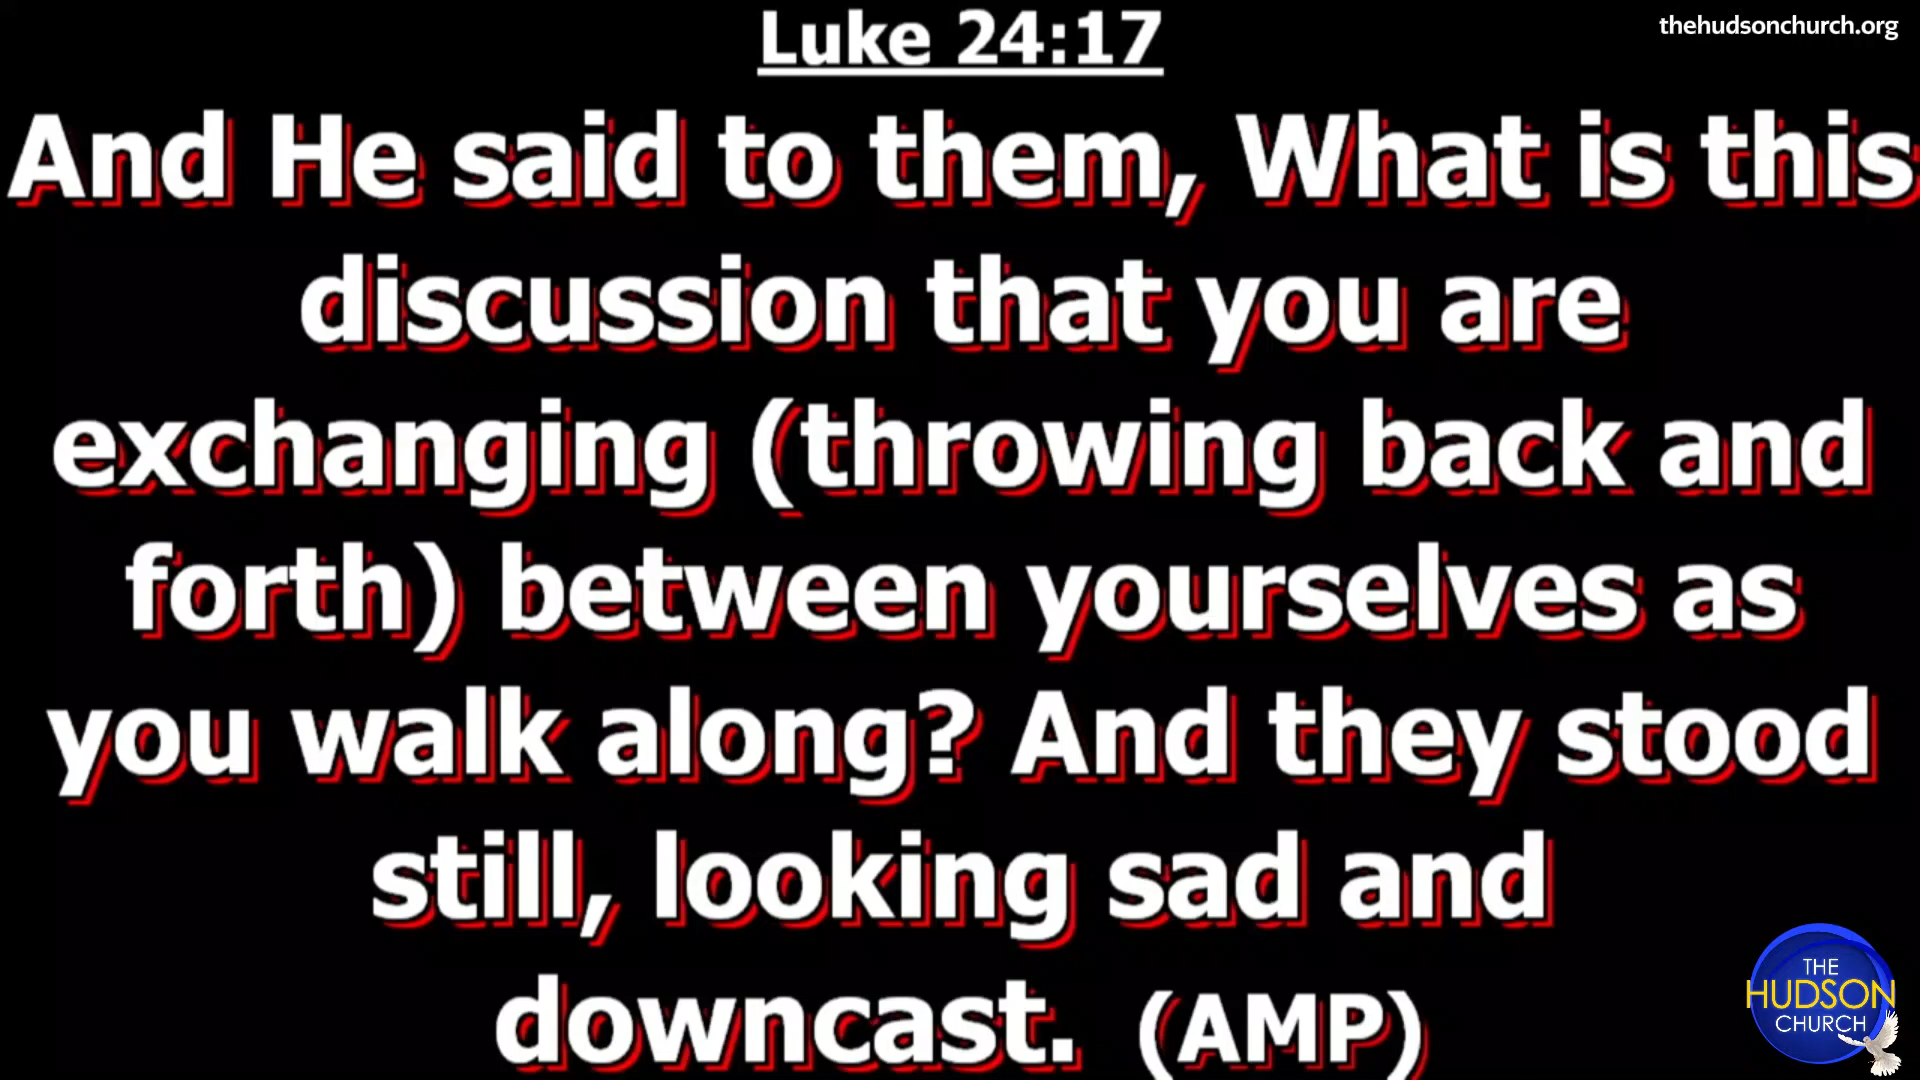 Luke 24:17
thehudsonchurch.org
And He said to them, What is this
discussion that you are
exchanging (throwing back and
forth) between yourselves as
you walk along? And they stood
still, looking sad and
downcast. (AMP)
THE
HUDSON
CHURCH